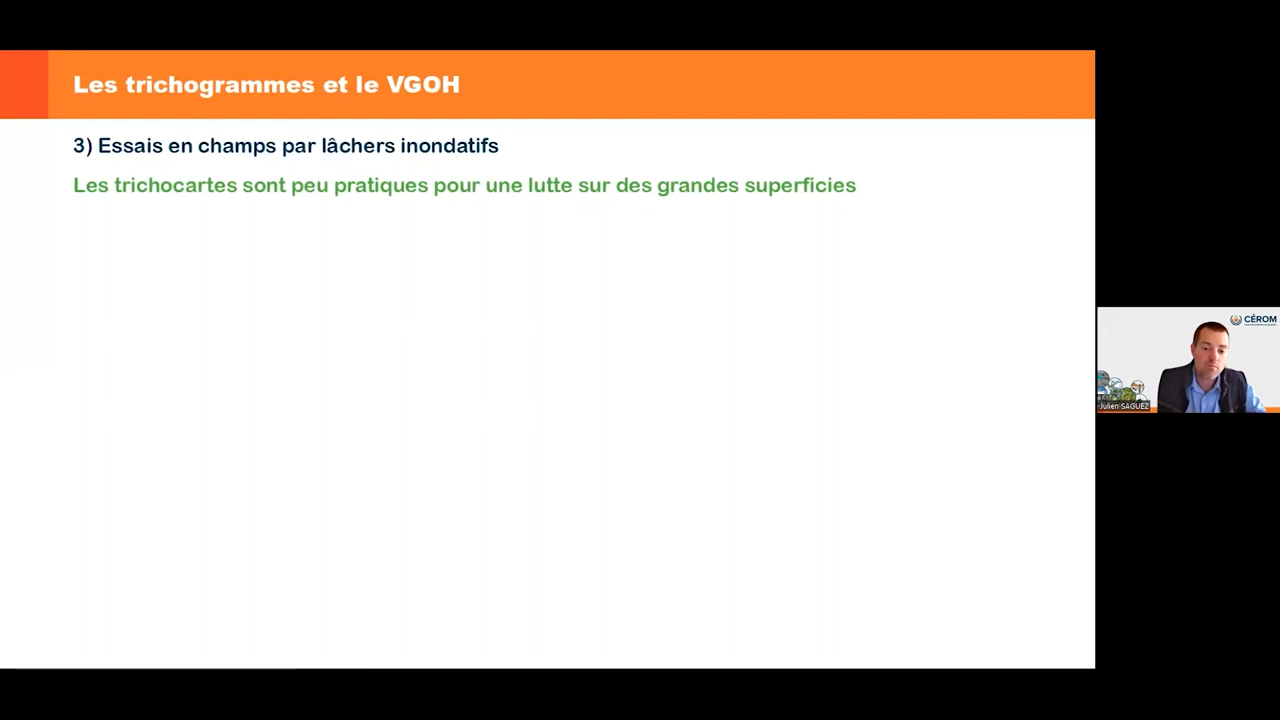 Les trichogrammes et le VGOH
3) Essais en champs par lâchers inondatifs
Les trichocartes sont peu pratiques pour une lutte sur des grandes superficies
CÉROM
Julien SAGUEZ